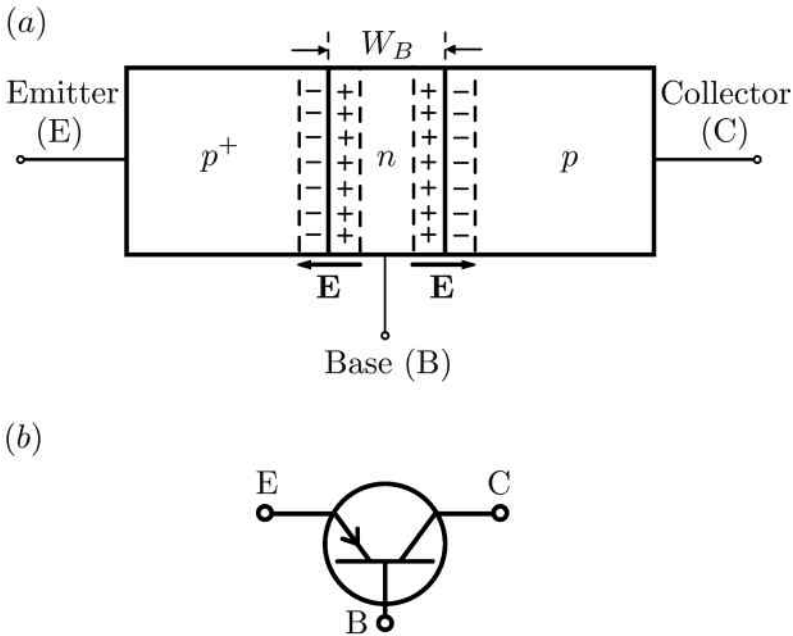 (a)
W_B
Emitter
(E)
Collector
(C)
p⁺
− + n + − p
− +
+ −
− +
+ −
− +
+ −
− +
+ −
− +
+ −
− +
+ −
E
E
Base (B)
(b)
E
C
B